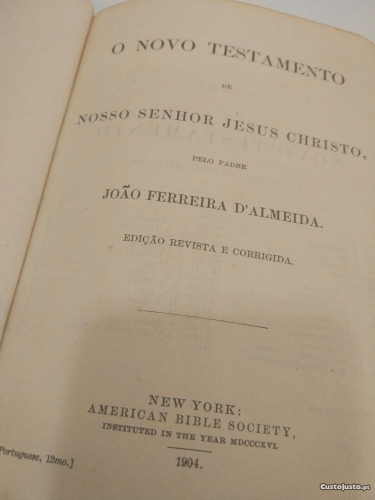 O NOVO TESTAMENTO
DE
NOSSO SENHOR JESUS CHRISTO,
PELO PADRE
JOÃO FERREIRA D'ALMEIDA.
EDIÇÃO REVISTA E CORRIGIDA.
NEW YORK:
AMERICAN BIBLE SOCIETY,
INSTITUTED IN THE YEAR MDCCCXVI.
Portuguese, 12mo.]
1904.
CustoJusto.pt